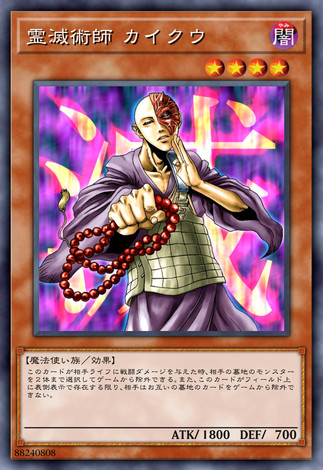 霊滅術師 カイクウ
闇
やみ
【魔法使い族／効果】
このカードが相手ライフに戦闘ダメージを与えた時、相手の墓地のモンスター
を２体まで選択してゲームから除外できる。また、このカードがフィールド上
に表側表示で存在する限り、相手はお互いの墓地のカードをゲームから除外で
きない。
ATK/ 1800 DEF/ 700
88240808